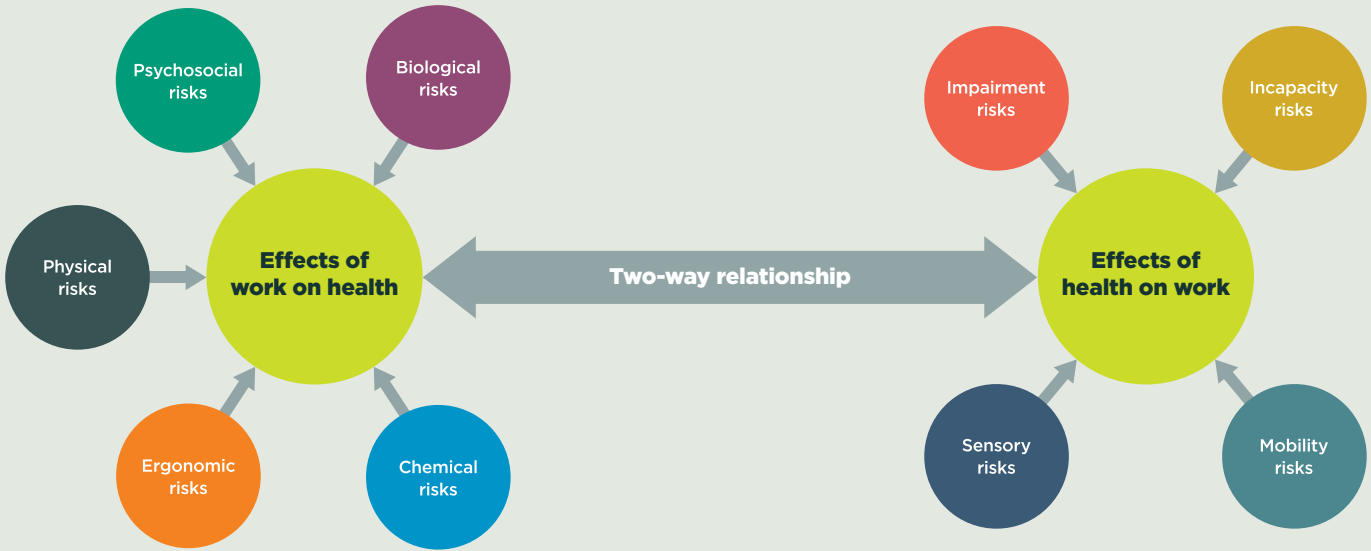 Psychosocial
risks
Biological
risks
Physical
risks
Effects of
work on health
Ergonomic
risks
Chemical
risks
Two-way relationship
Impairment
risks
Incapacity
risks
Effects of
health on work
Sensory
risks
Mobility
risks